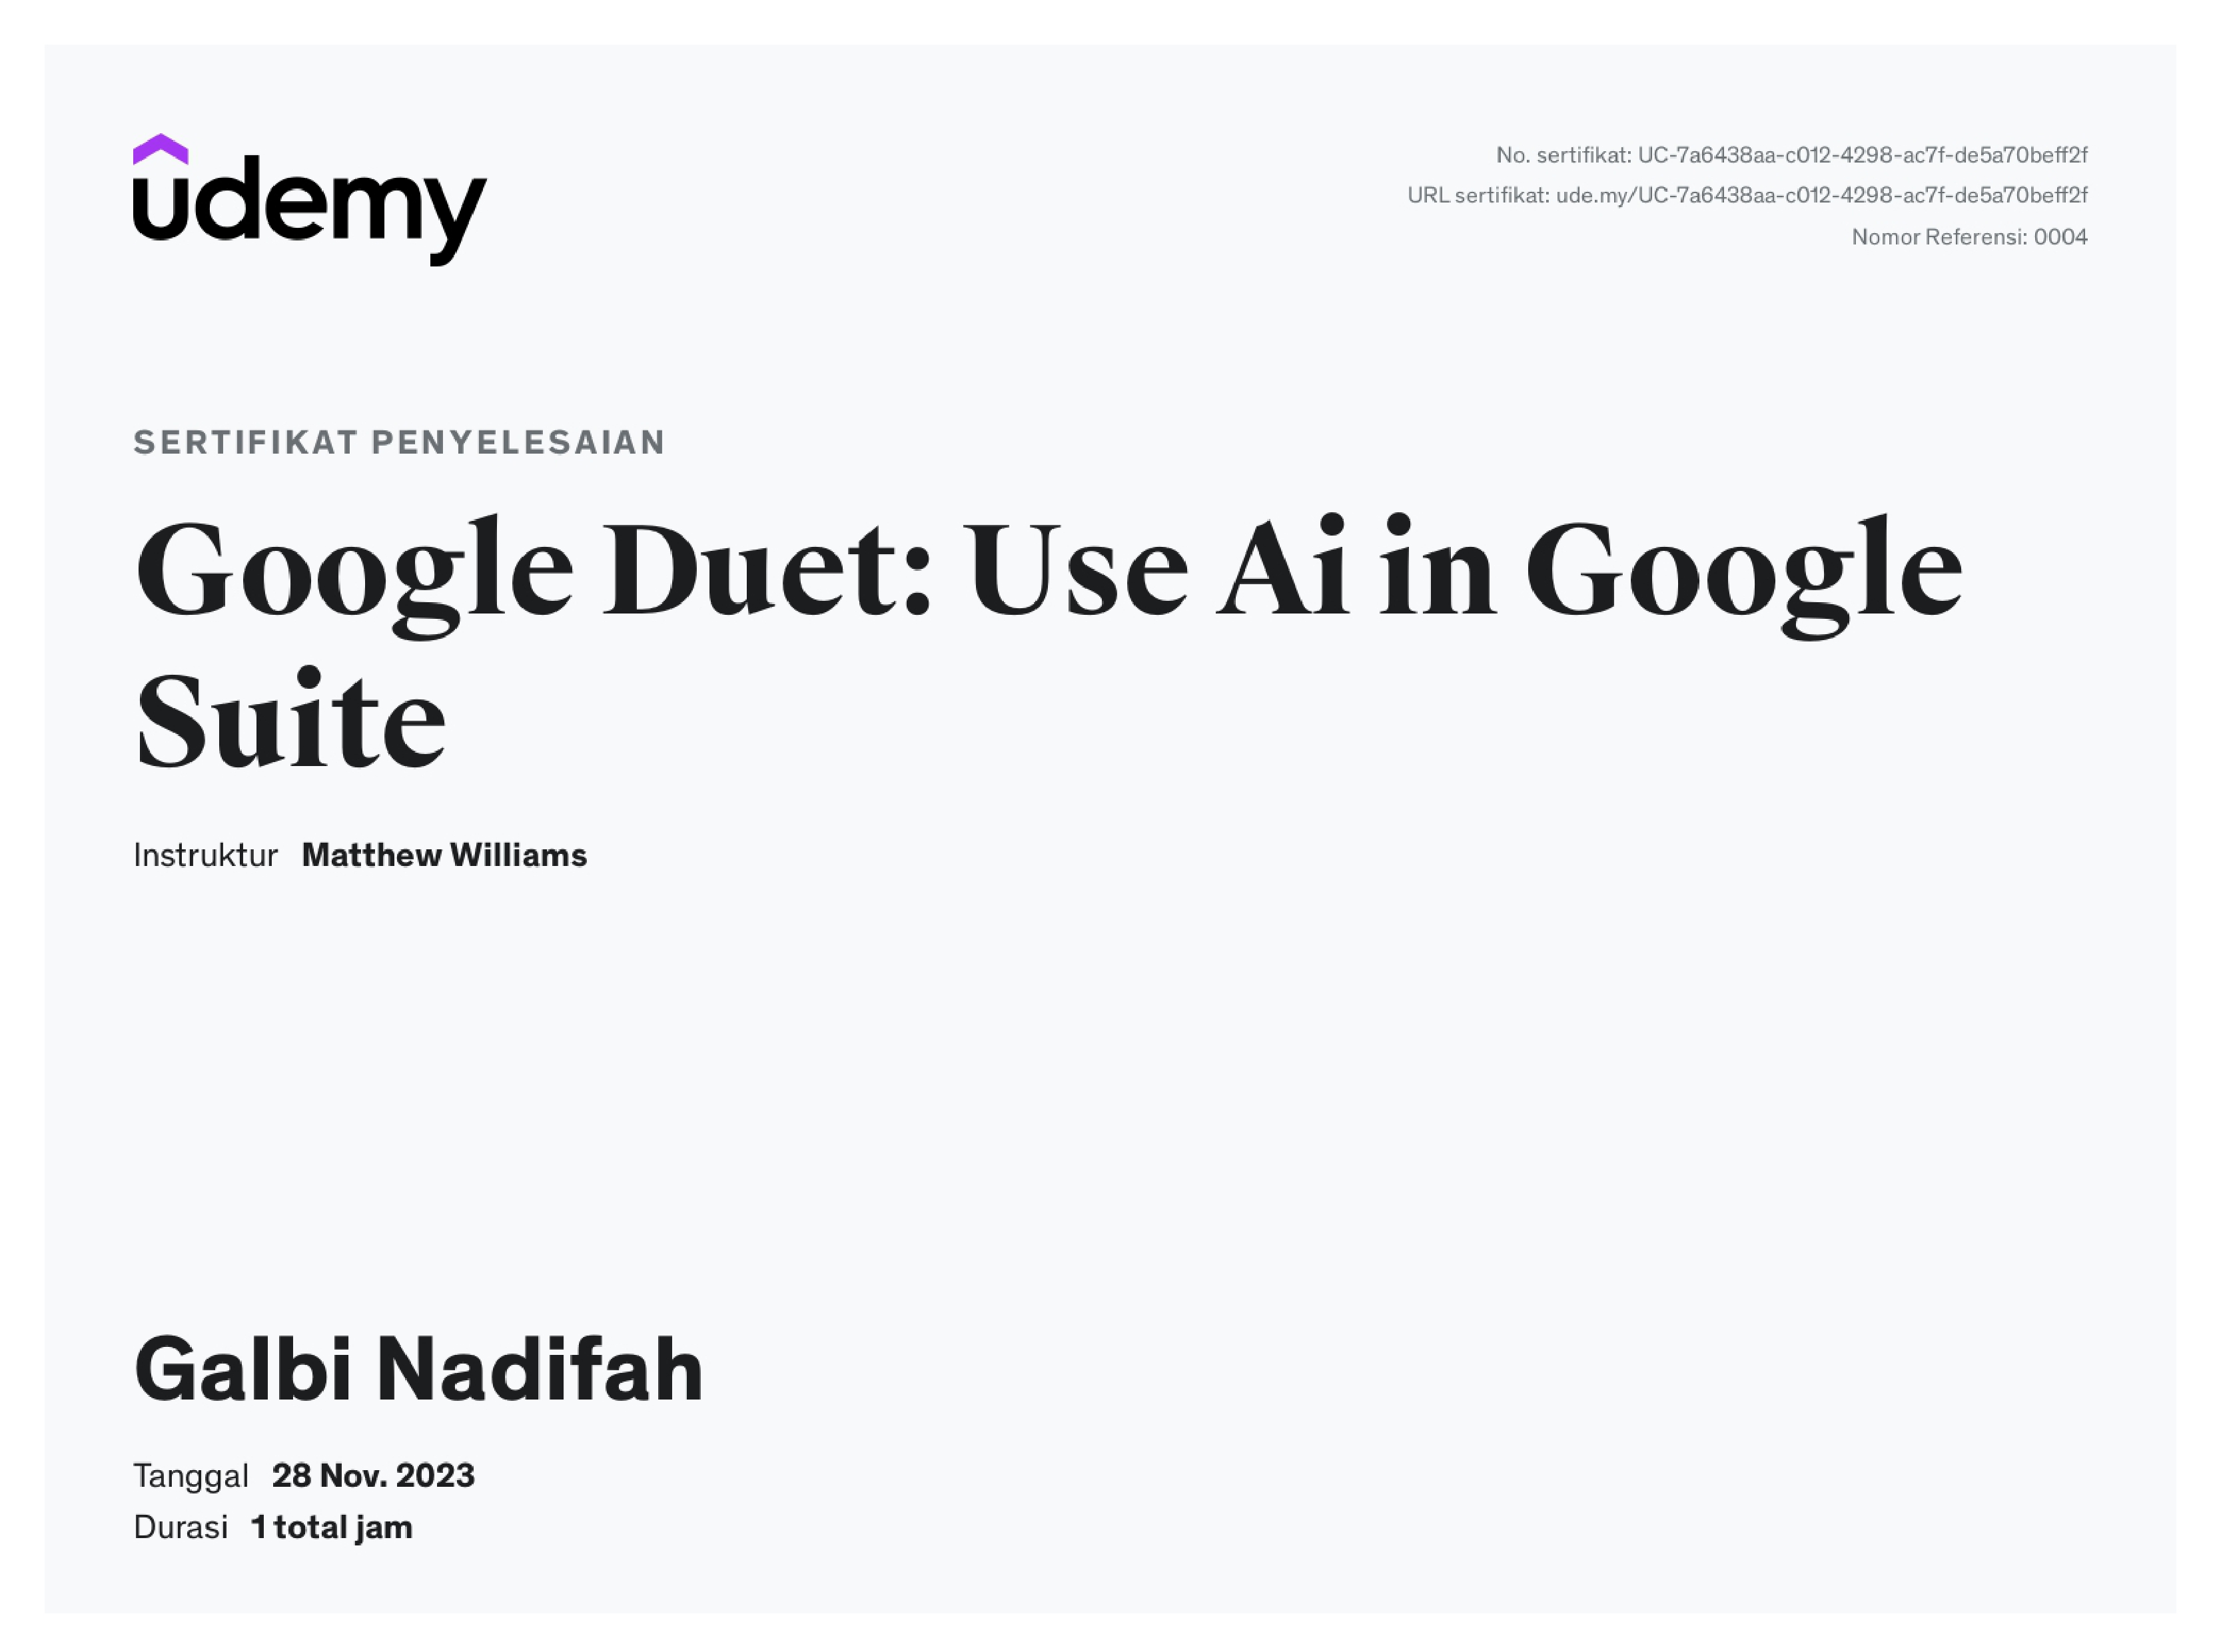 udemy
No. sertifikat: UC-7a6438aa-c012-4298-ac7f-de5a70beff2f
URL sertifikat: ude.my/UC-7a6438aa-c012-4298-ac7f-de5a70beff2f
Nomor Referensi: 0004
SERTIFIKAT PENYELESAIAN
Google Duet: Use Ai in Google
Suite
Instruktur Matthew Williams
Galbi Nadifah
Tanggal 28 Nov. 2023
Durasi 1 total jam